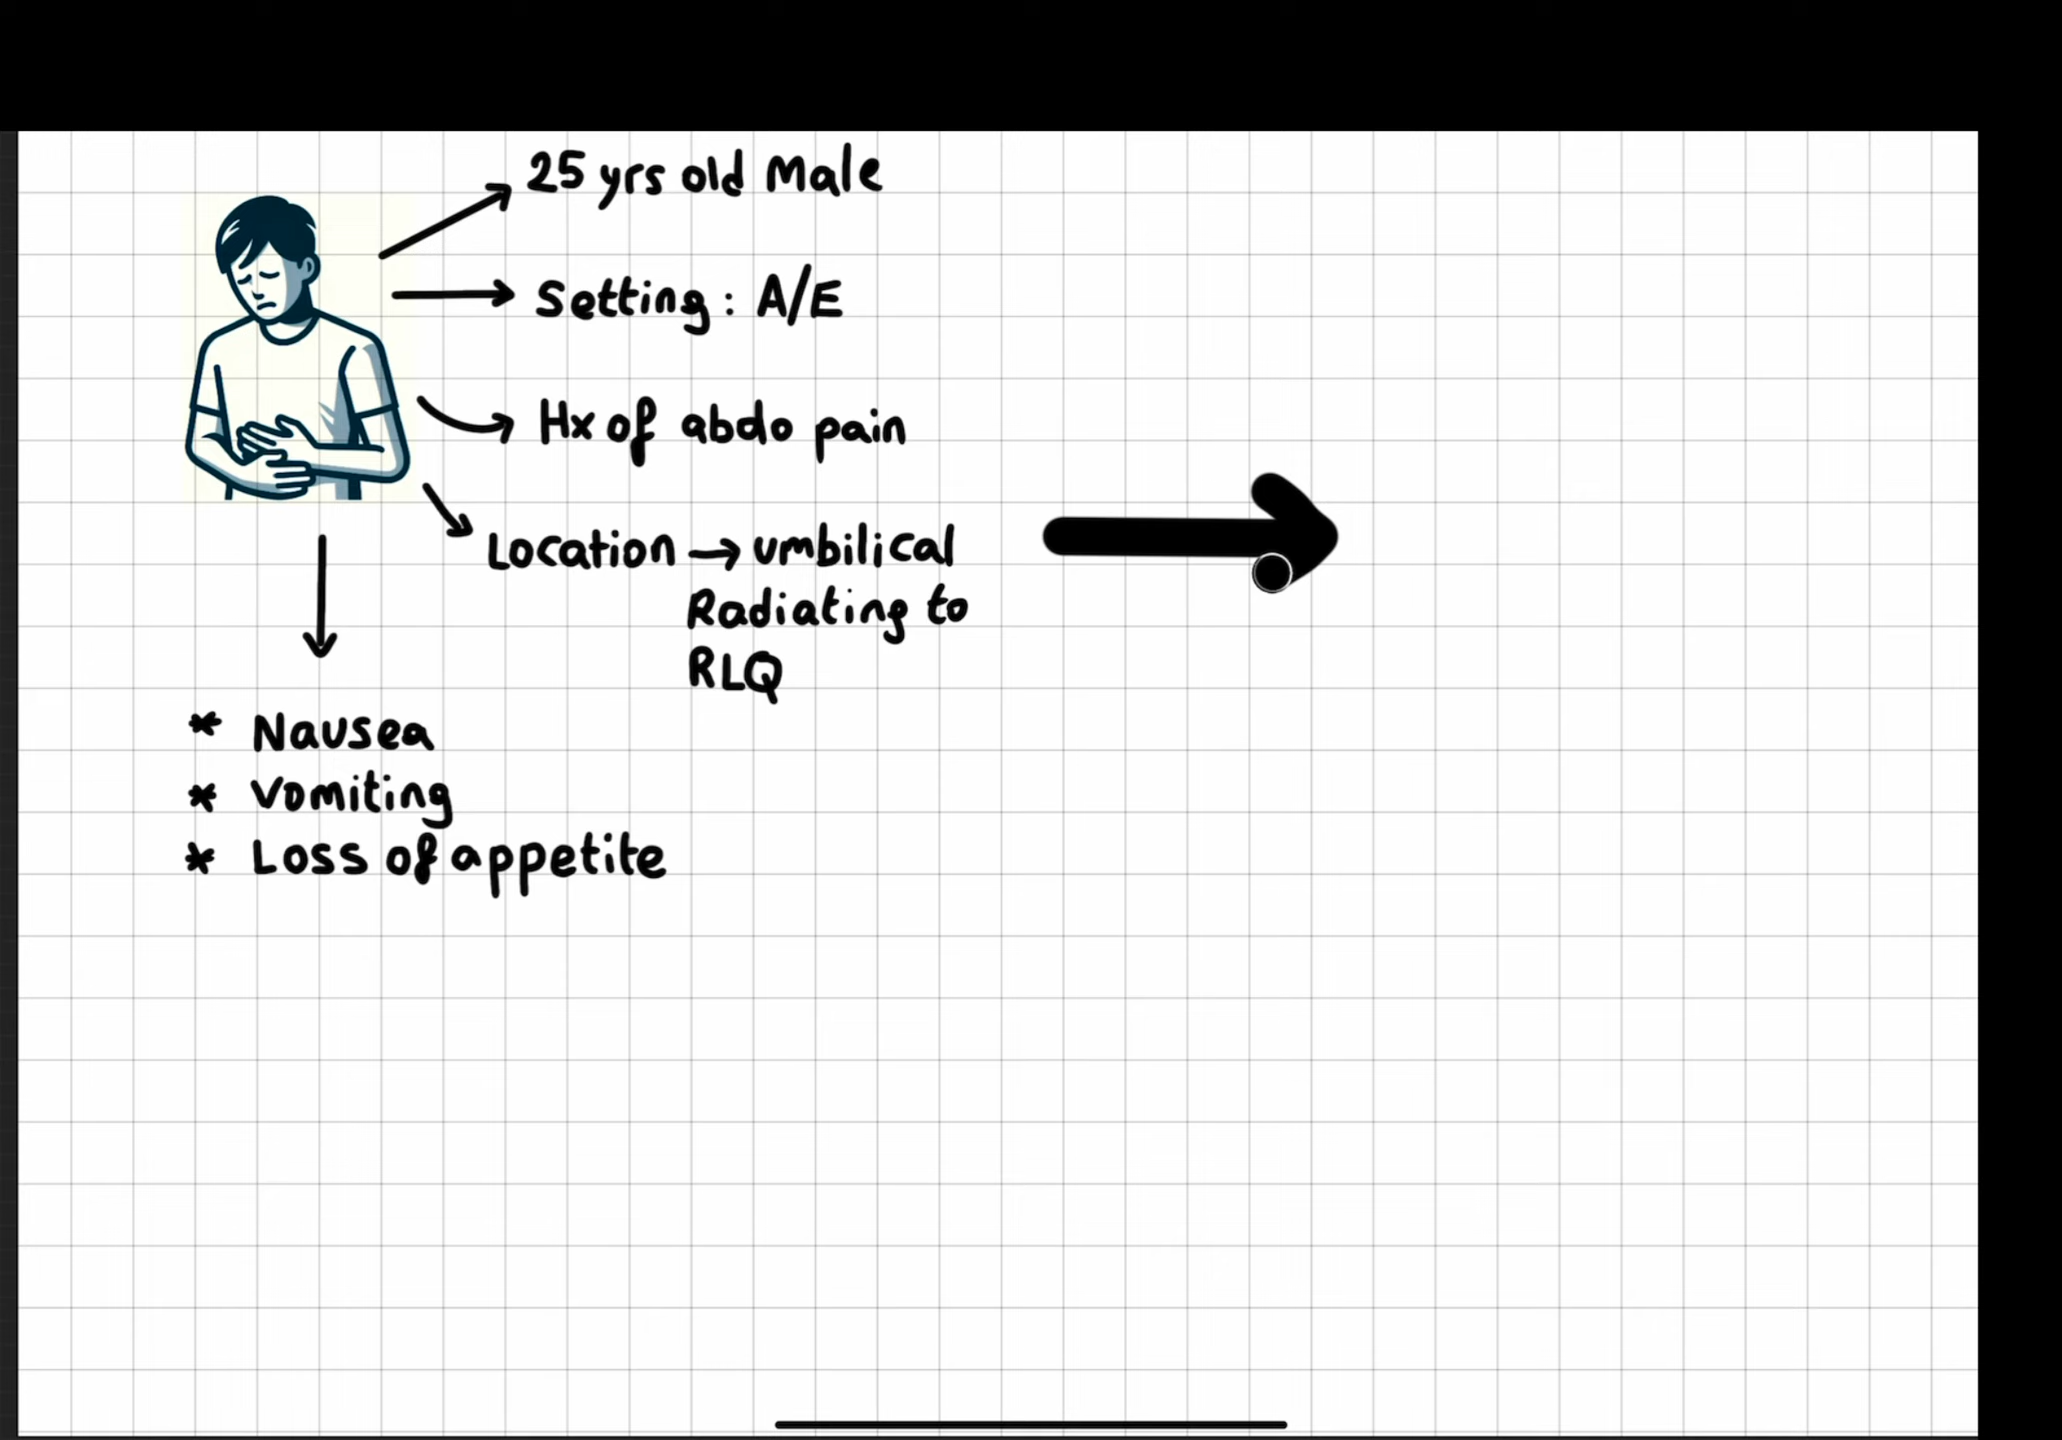 25 yrs old Male
Setting: A/E
Hx of abdo pain
Location → umbilical
Radiating to
RLQ
* Nausea
* Vomiting
* Loss of appetite